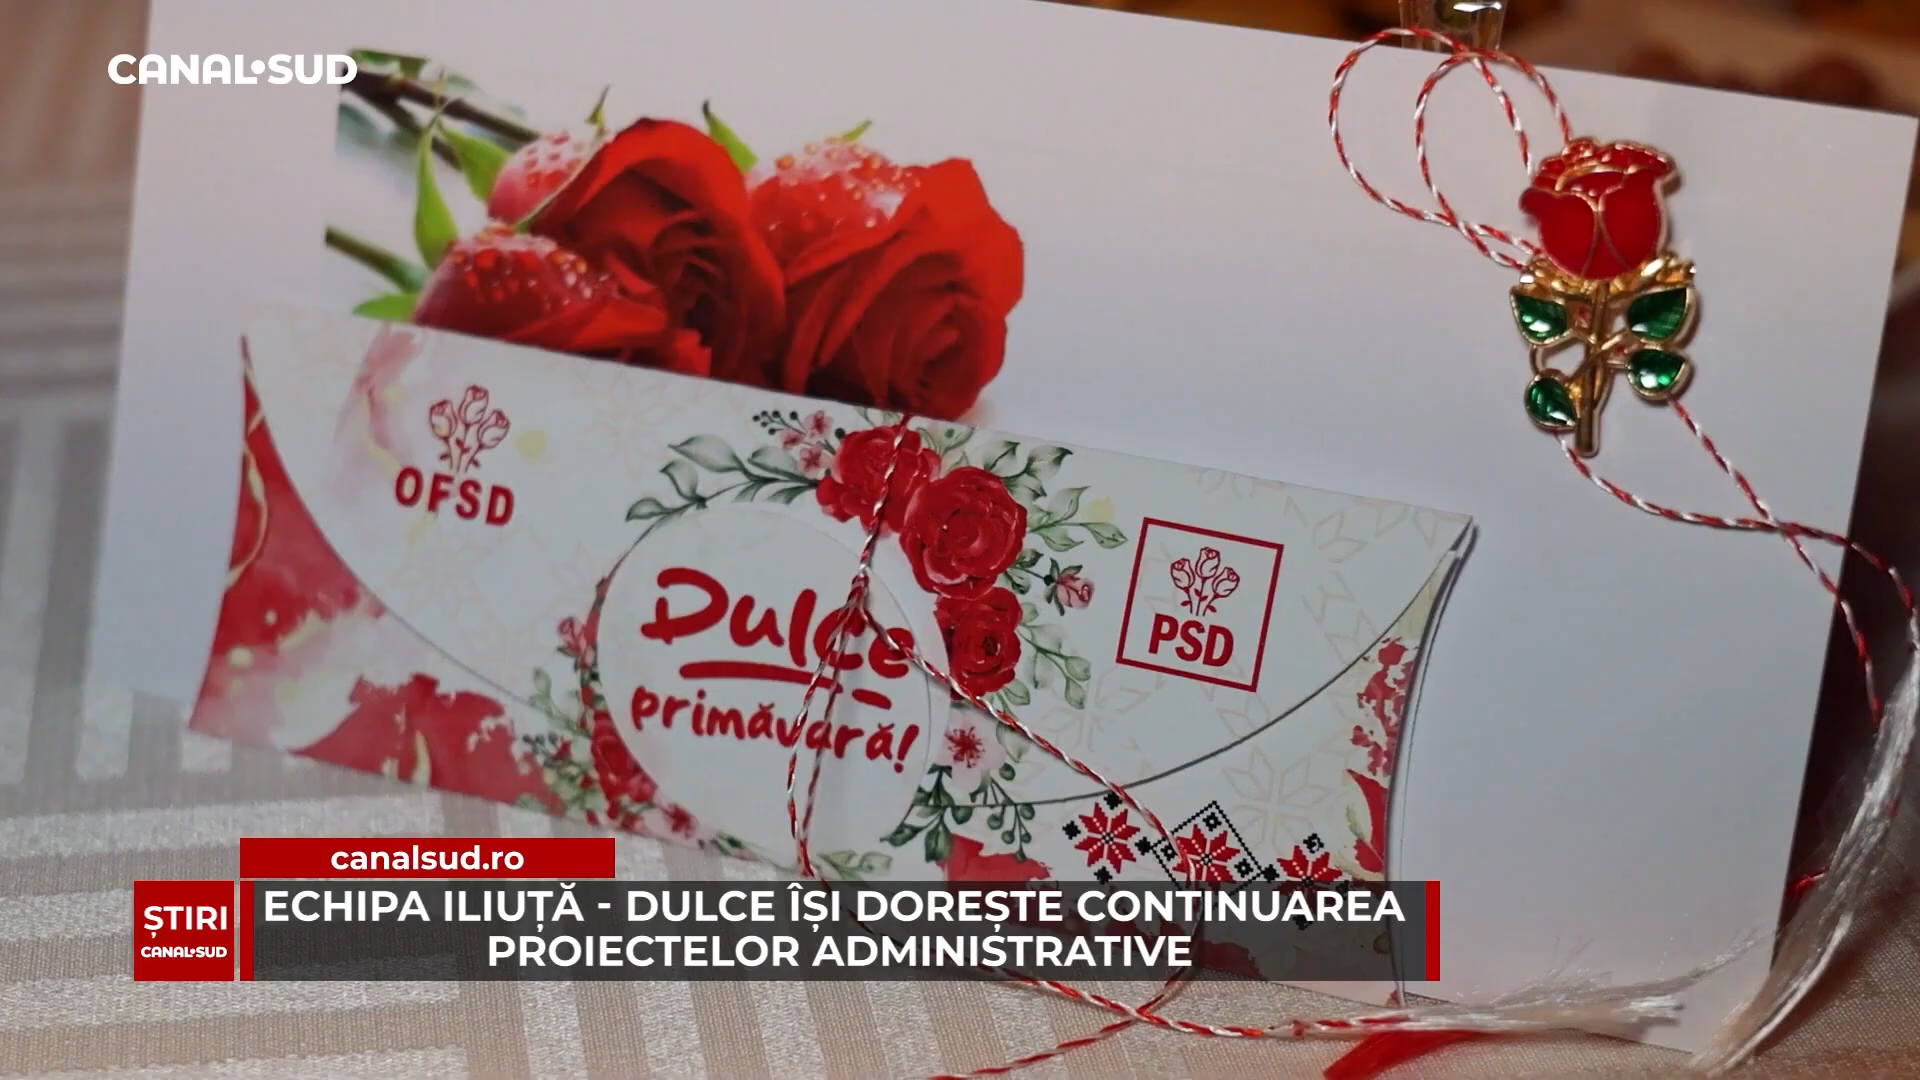 CANAL•SUD
OFSD
Dulce
primăvară!
PSD
canalsud.ro
ȘTIRI
CANAL•SUD
ECHIPA ILIUȚĂ - DULCE ÎȘI DOREȘTE CONTINUAREA
PROIECTELOR ADMINISTRATIVE